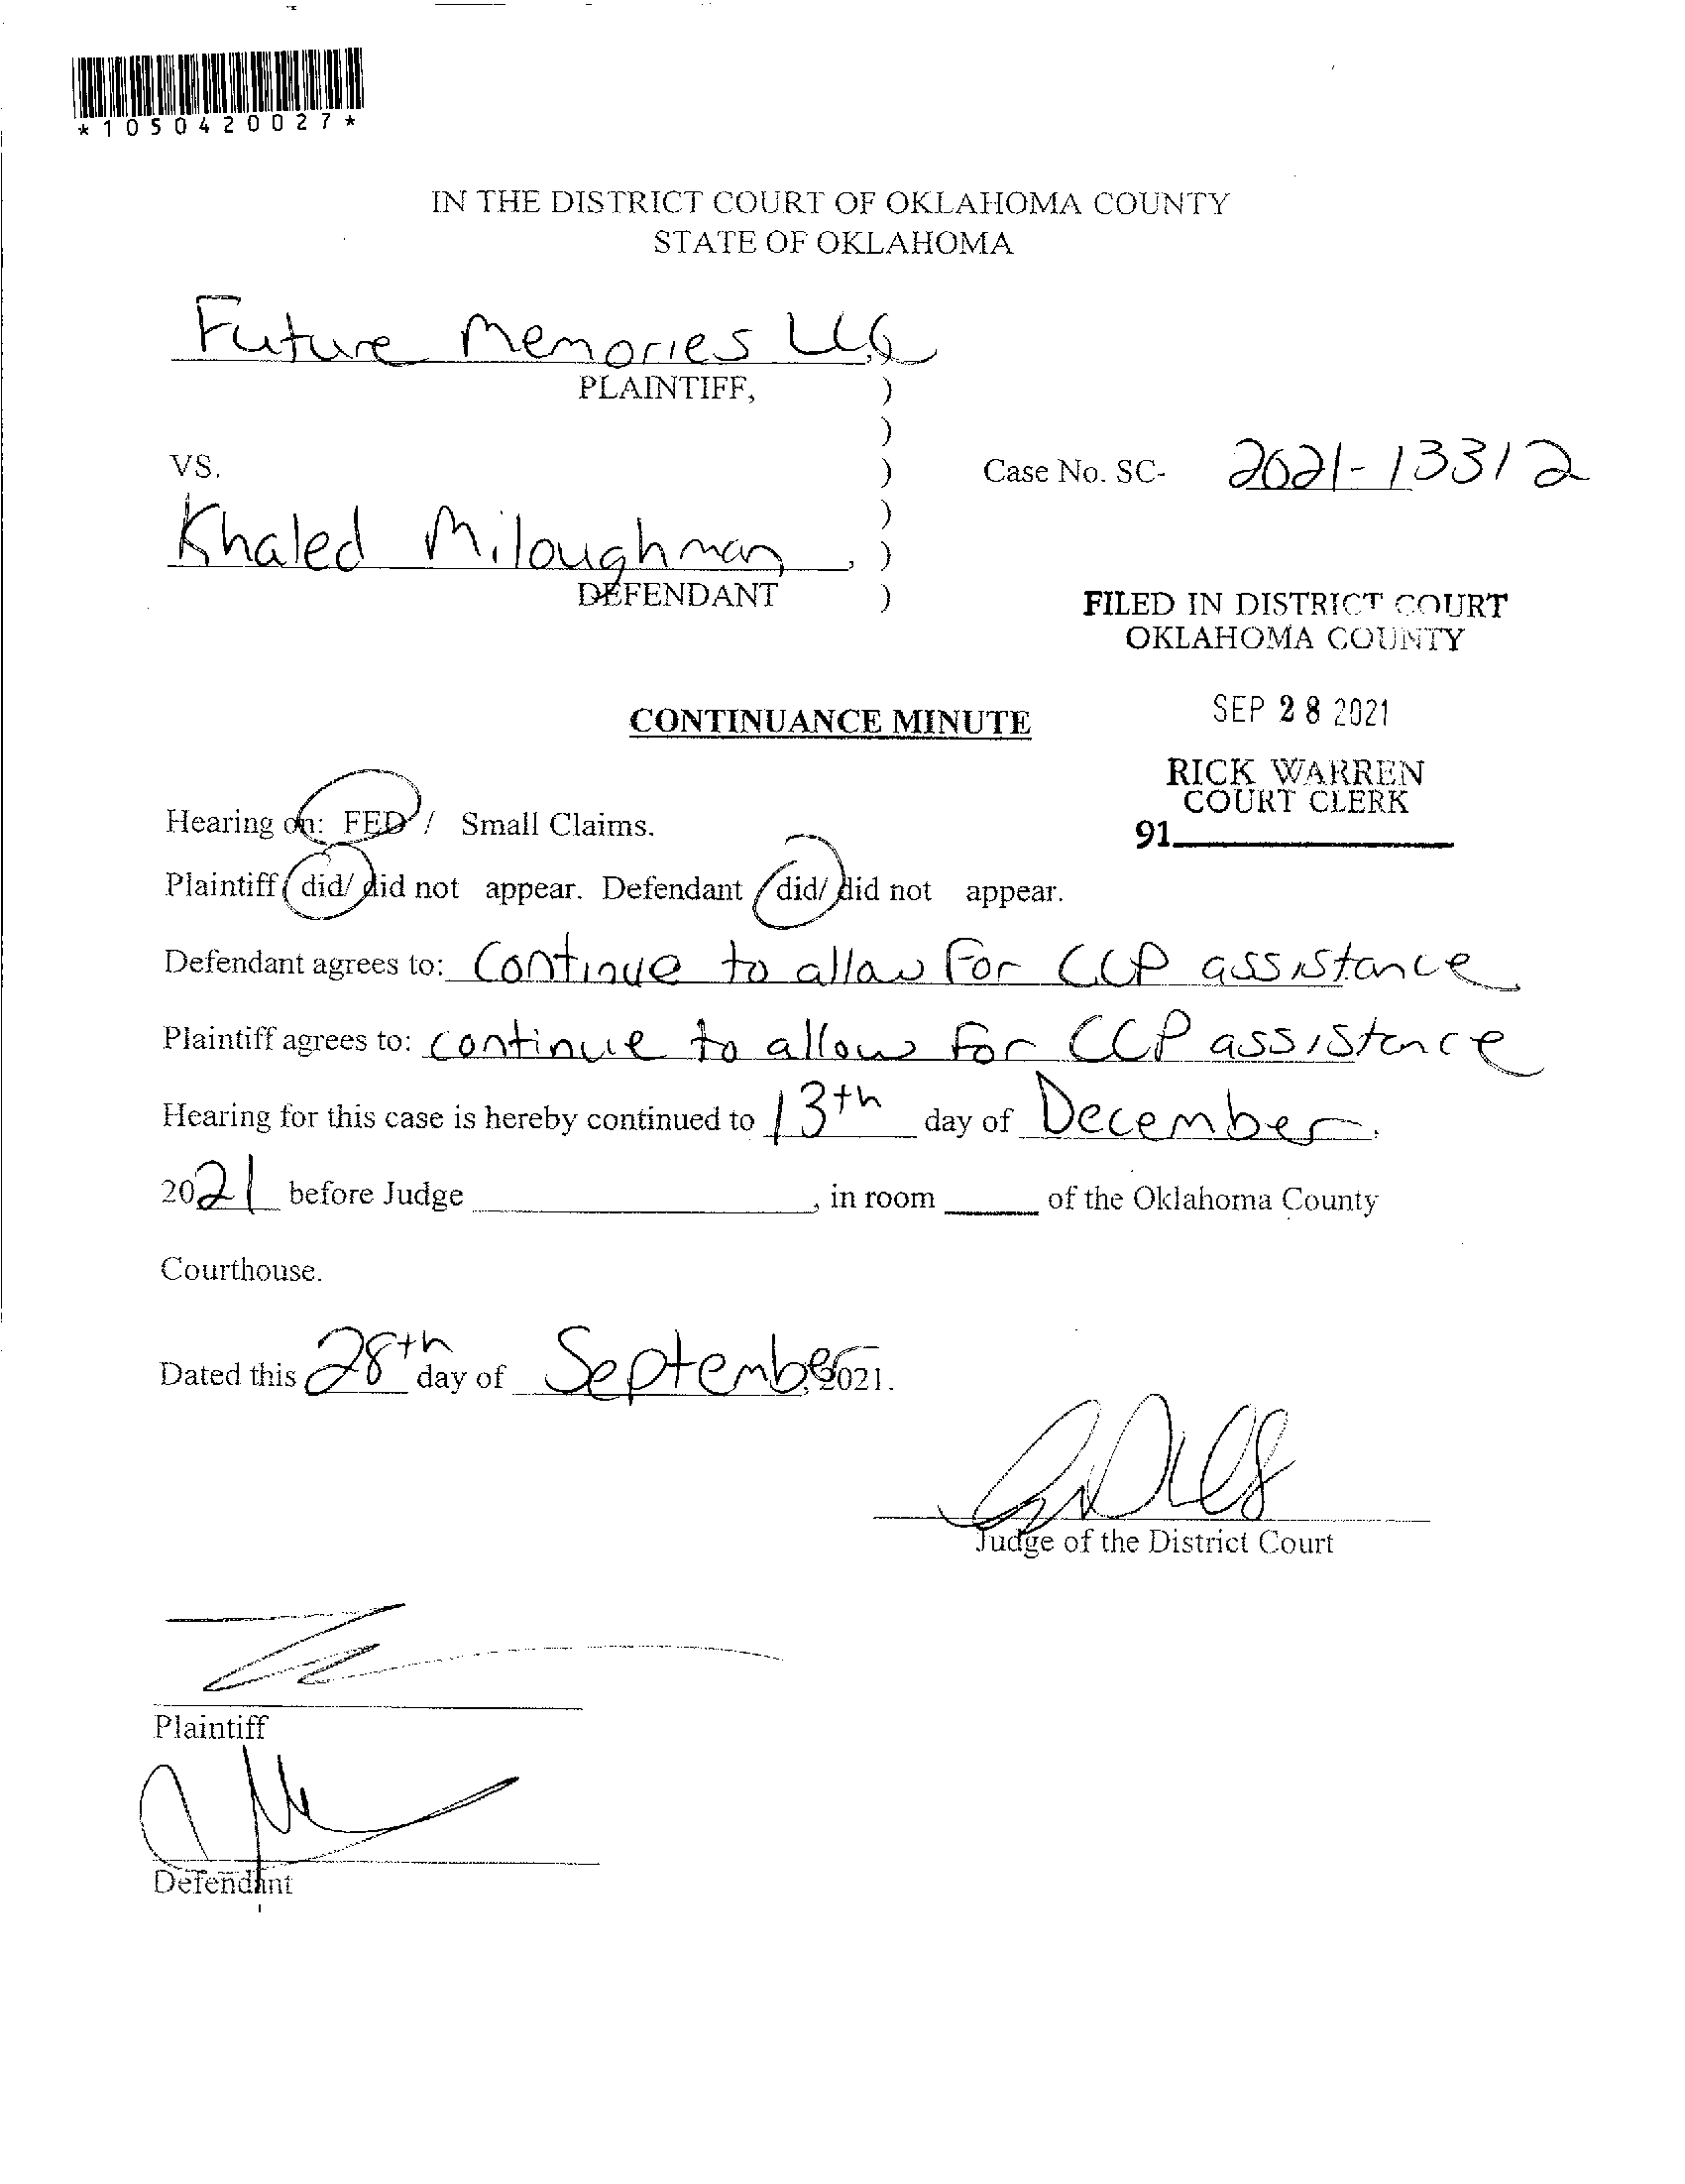 *1050420027*
IN THE DISTRICT COURT OF OKLAHOMA COUNTY
STATE OF OKLAHOMA
Future Memories LLC
PLAINTIFF, )
)
VS. ) Case No. SC- 2021-13312
)
Khaled Miloughman, )
DEFENDANT )
FILED IN DISTRICT COURT
OKLAHOMA COUNTY
SEP 28 2021
CONTINUANCE MINUTE
RICK WARREN
COURT CLERK
91
Hearing on: FED / Small Claims.
Plaintiff did/ did not appear. Defendant did/ did not appear.
Defendant agrees to: Continue to allow For CCP assistance
Plaintiff agrees to: continue to allow for CCP assistance
Hearing for this case is hereby continued to 13th day of December,
2021 before Judge , in room of the Oklahoma County
Courthouse.
Dated this 28th day of September, 2021.
Judge of the District Court
Plaintiff
Defendant